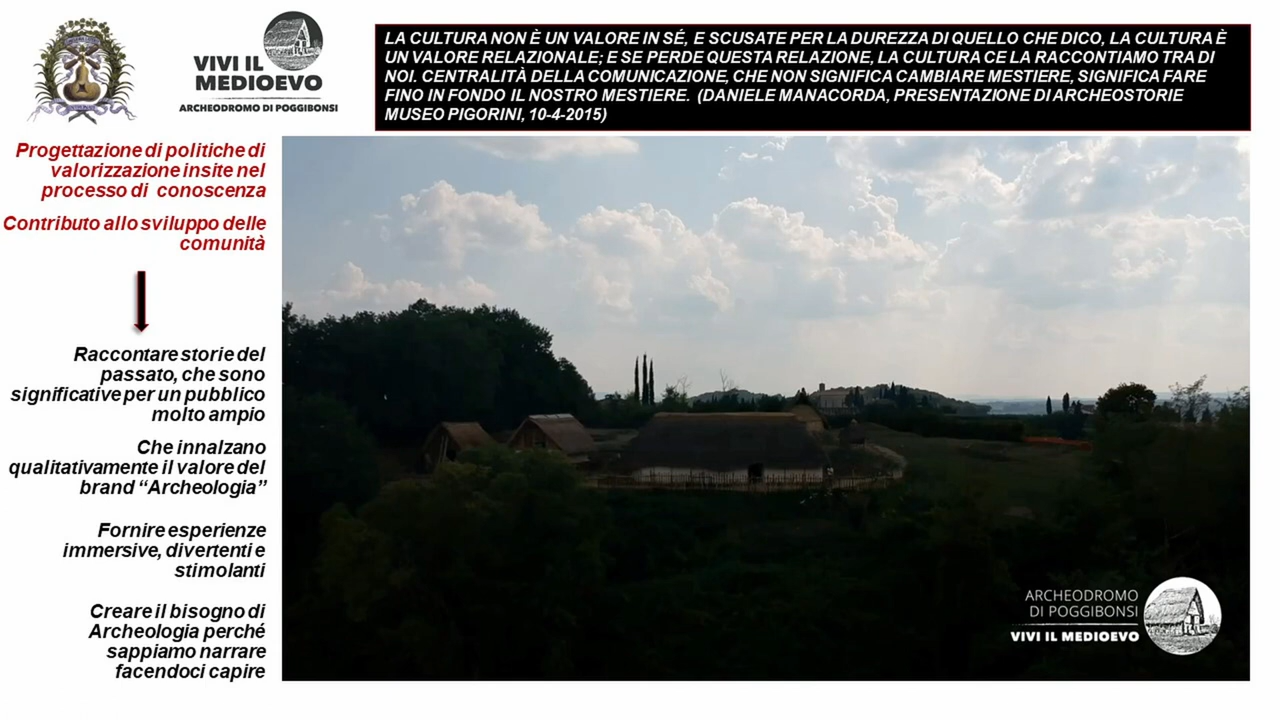 VIVI IL
MEDIOEVO
ARCHEODROMO DI POGGIBONSI
LA CULTURA NON È UN VALORE IN SÉ, E SCUSATE PER LA DUREZZA DI QUELLO CHE DICO, LA CULTURA È
UN VALORE RELAZIONALE; E SE PERDE QUESTA RELAZIONE, LA CULTURA CE LA RACCONTIAMO TRA DI
NOI. CENTRALITÀ DELLA COMUNICAZIONE, CHE NON SIGNIFICA CAMBIARE MESTIERE, SIGNIFICA FARE
FINO IN FONDO IL NOSTRO MESTIERE. (DANIELE MANACORDA, PRESENTAZIONE DI ARCHEOSTORIE
MUSEO PIGORINI, 10-4-2015)
Progettazione di politiche di
valorizzazione insite nel
processo di conoscenza
Contributo allo sviluppo delle
comunità
Raccontare storie del
passato, che sono
significative per un pubblico
molto ampio
Che innalzano
qualitativamente il valore del
brand “Archeologia”
Fornire esperienze
immersive, divertenti e
stimolanti
Creare il bisogno di
Archeologia perché
sappiamo narrare
facendoci capire
ARCHEODROMO
DI POGGIBONSI
VIVI IL MEDIOEVO